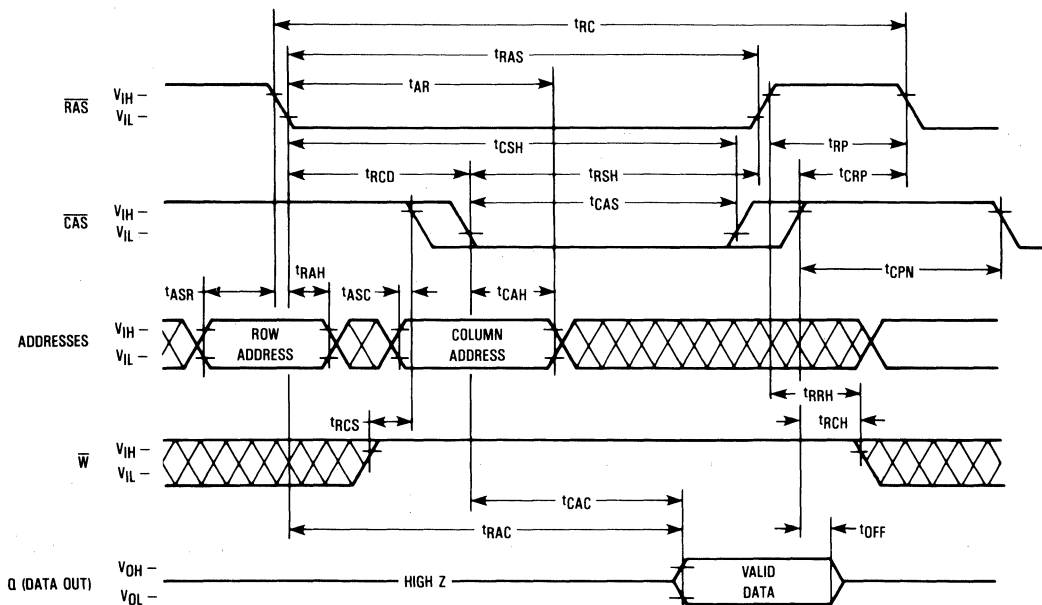 tRC
tRAS
tAR
RAS
VIH –
VIL –
tCSH
tRP
tRCD
tRSH
tCRP
CAS
VIH –
VIL –
tCAS
tRAH
tCPN
tASR
tASC
tCAH
ADDRESSES
VIH –
VIL –
ROW
ADDRESS
COLUMN
ADDRESS
tRRH
tRCS
tRCH
W
VIH –
VIL –
tCAC
tRAC
tOFF
Q (DATA OUT)
VOH –
VOL –
HIGH Z
VALID
DATA